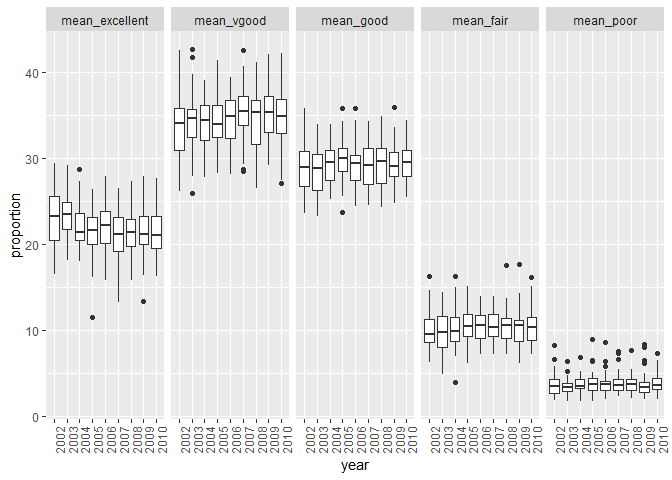 mean_excellent mean_vgood mean_good mean_fair mean_poor
40
30
20
10
0
proportion
2002 2003 2004 2005 2006 2007 2008 2009 2010 2002 2003 2004 2005 2006 2007 2008 2009 2010 2002 2003 2004 2005 2006 2007 2008 2009 2010 2002 2003 2004 2005 2006 2007 2008 2009 2010 2002 2003 2004 2005 2006 2007 2008 2009 2010
year